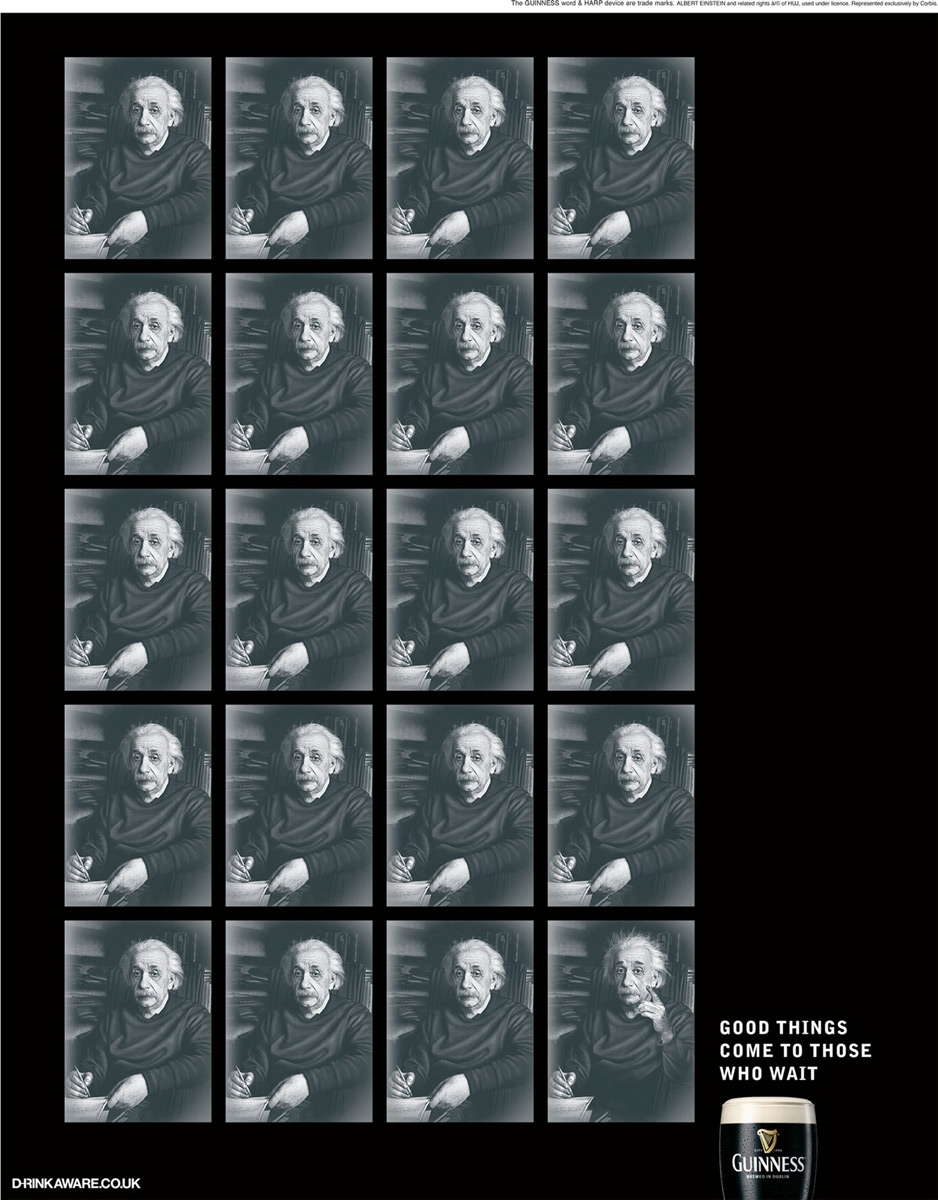 The GUINNESS word & HARP device are trade marks. ALBERT EINSTEIN and related rights â/© of HUJ, used under licence. Represented exclusively by Corbis.
GOOD THINGS
COME TO THOSE
WHO WAIT
GUINNESS
BREWED IN DUBLIN
DRINKAWARE.CO.UK